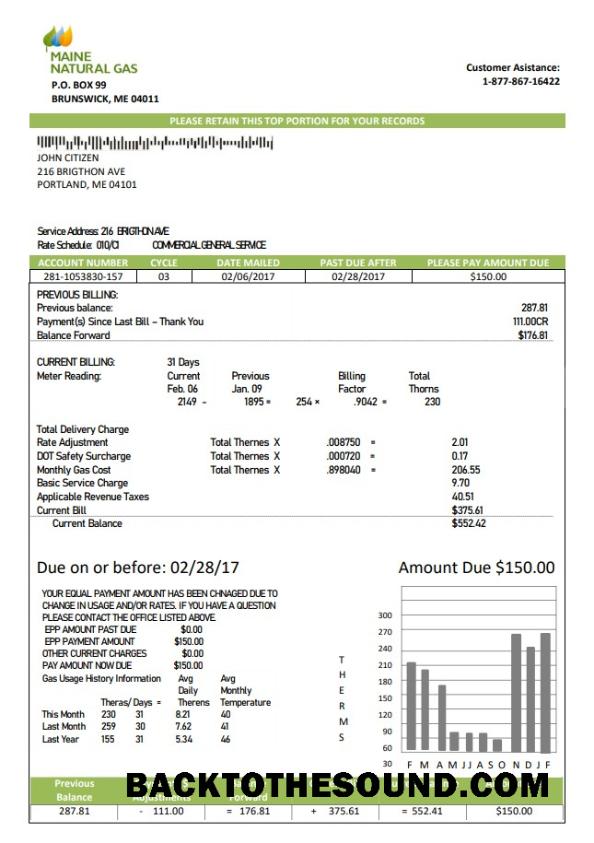 MAINE
NATURAL GAS
P.O. BOX 99
BRUNSWICK, ME 04011
Customer Asistance:
1-877-867-16422
PLEASE RETAIN THIS TOP PORTION FOR YOUR RECORDS
JOHN CITIZEN
216 BRIGTHON AVE
PORTLAND, ME 04101
Service Address: 216 BRIGTHON AVE
Rate Schedule: 010/C1 COMMERCIAL GENERAL SERVICE
ACCOUNT NUMBER CYCLE DATE MAILED PAST DUE AFTER PLEASE PAY AMOUNT DUE
281-1053830-157 03 02/06/2017 02/28/2017 $150.00
PREVIOUS BILLING:
Previous balance: 287.81
Payment(s) Since Last Bill – Thank You 111.00CR
Balance Forward $176.81
CURRENT BILLING: 31 Days
Meter Reading: Current Previous Billing Total
Feb. 06 Jan. 09 Factor Thorns
2149 - 1895 = 254 × .9042 = 230
Total Delivery Charge
Rate Adjustment Total Thernes X .008750 = 2.01
DOT Safety Surcharge Total Thernes X .000720 = 0.17
Monthly Gas Cost Total Thernes X .898040 = 206.55
Basic Service Charge 9.70
Applicable Revenue Taxes 40.51
Current Bill $375.61
Current Balance $552.42
Due on or before: 02/28/17 Amount Due $150.00
YOUR EQUAL PAYMENT AMOUNT HAS BEEN CHNAGED DUE TO
CHANGE IN USAGE AND/OR RATES. IF YOU HAVE A QUESTION
PLEASE CONTACT THE OFFICE LISTED ABOVE.
EPP AMOUNT PAST DUE $0.00
EPP PAYMENT AMOUNT $150.00
OTHER CURRENT CHARGES $0.00
PAY AMOUNT NOW DUE $150.00
Gas Usage History Information Avg Avg
Daily Monthly
Theras/ Days = Therens Temperature
This Month 230 31 8.21 40
Last Month 259 30 7.62 41
Last Year 155 31 5.34 46
THERMS
300
270
240
210
180
150
120
90
60
30
F M A M J J A S O N D J F
BACKTOTHESOUND.COM
Previous
Balance Adjustments Forward
287.81 - 111.00 = 176.81 + 375.61 = 552.41 $150.00